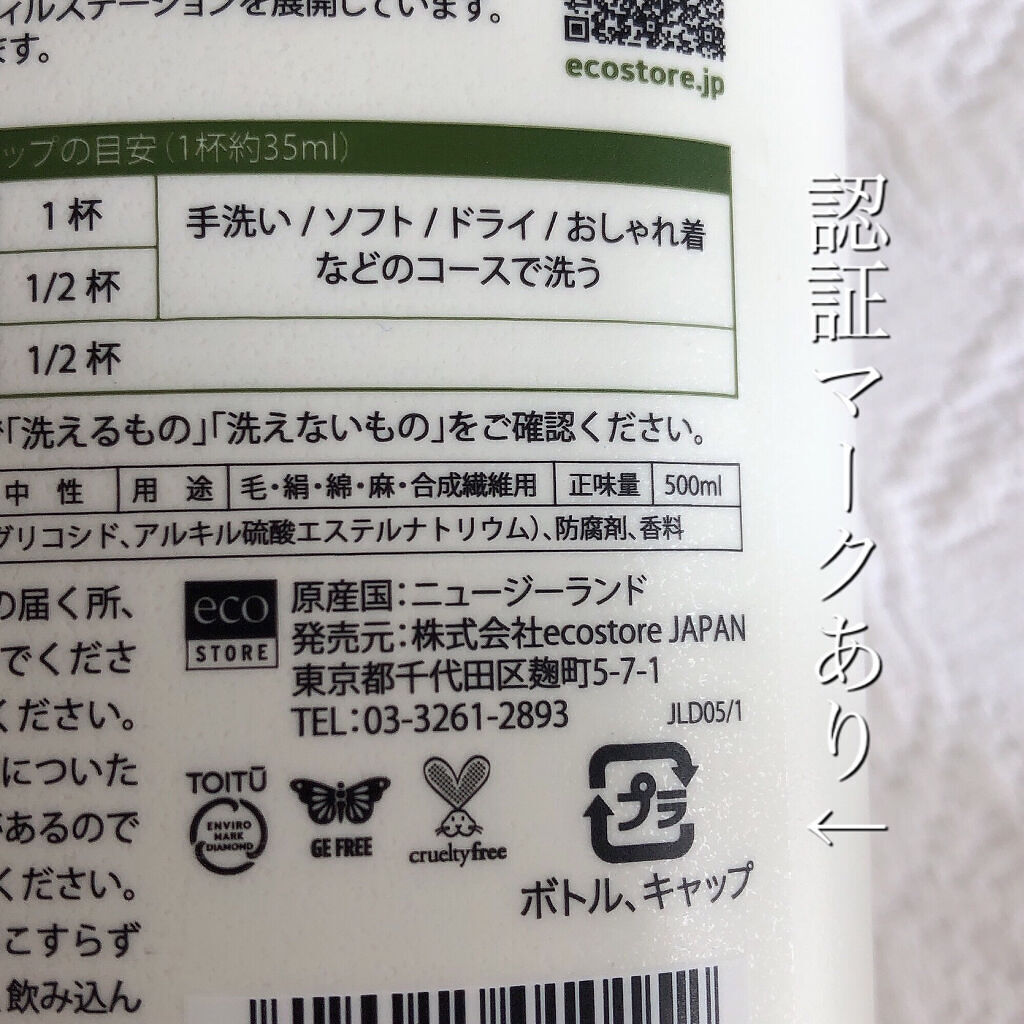 ィルステーションを展開しています。
ます。
ecostore.jp
ップの目安(1杯約35ml)
1杯
手洗い/ソフト/ドライ/おしゃれ着
などのコースで洗う
1/2杯
1/2杯
で「洗えるもの」「洗えないもの」をご確認ください。
中 性 用 途 毛・絹・綿・麻・合成繊維用 正味量 500ml
グリコシド、アルキル硫酸エステルナトリウム)、防腐剤、香料
の届く所、
でくださ
ください。
についた
があるので
ください。
こすらず
飲み込ん
eco
STORE
原産国:ニュージーランド
発売元:株式会社ecostore JAPAN
東京都千代田区麹町5-7-1
TEL:03-3261-2893
JLD05/1
TOITŪ
ENVIRO
MARK
DIAMOND
GE FREE
crueltyfree
プラ
ボトル、キャップ
認証マークあり←